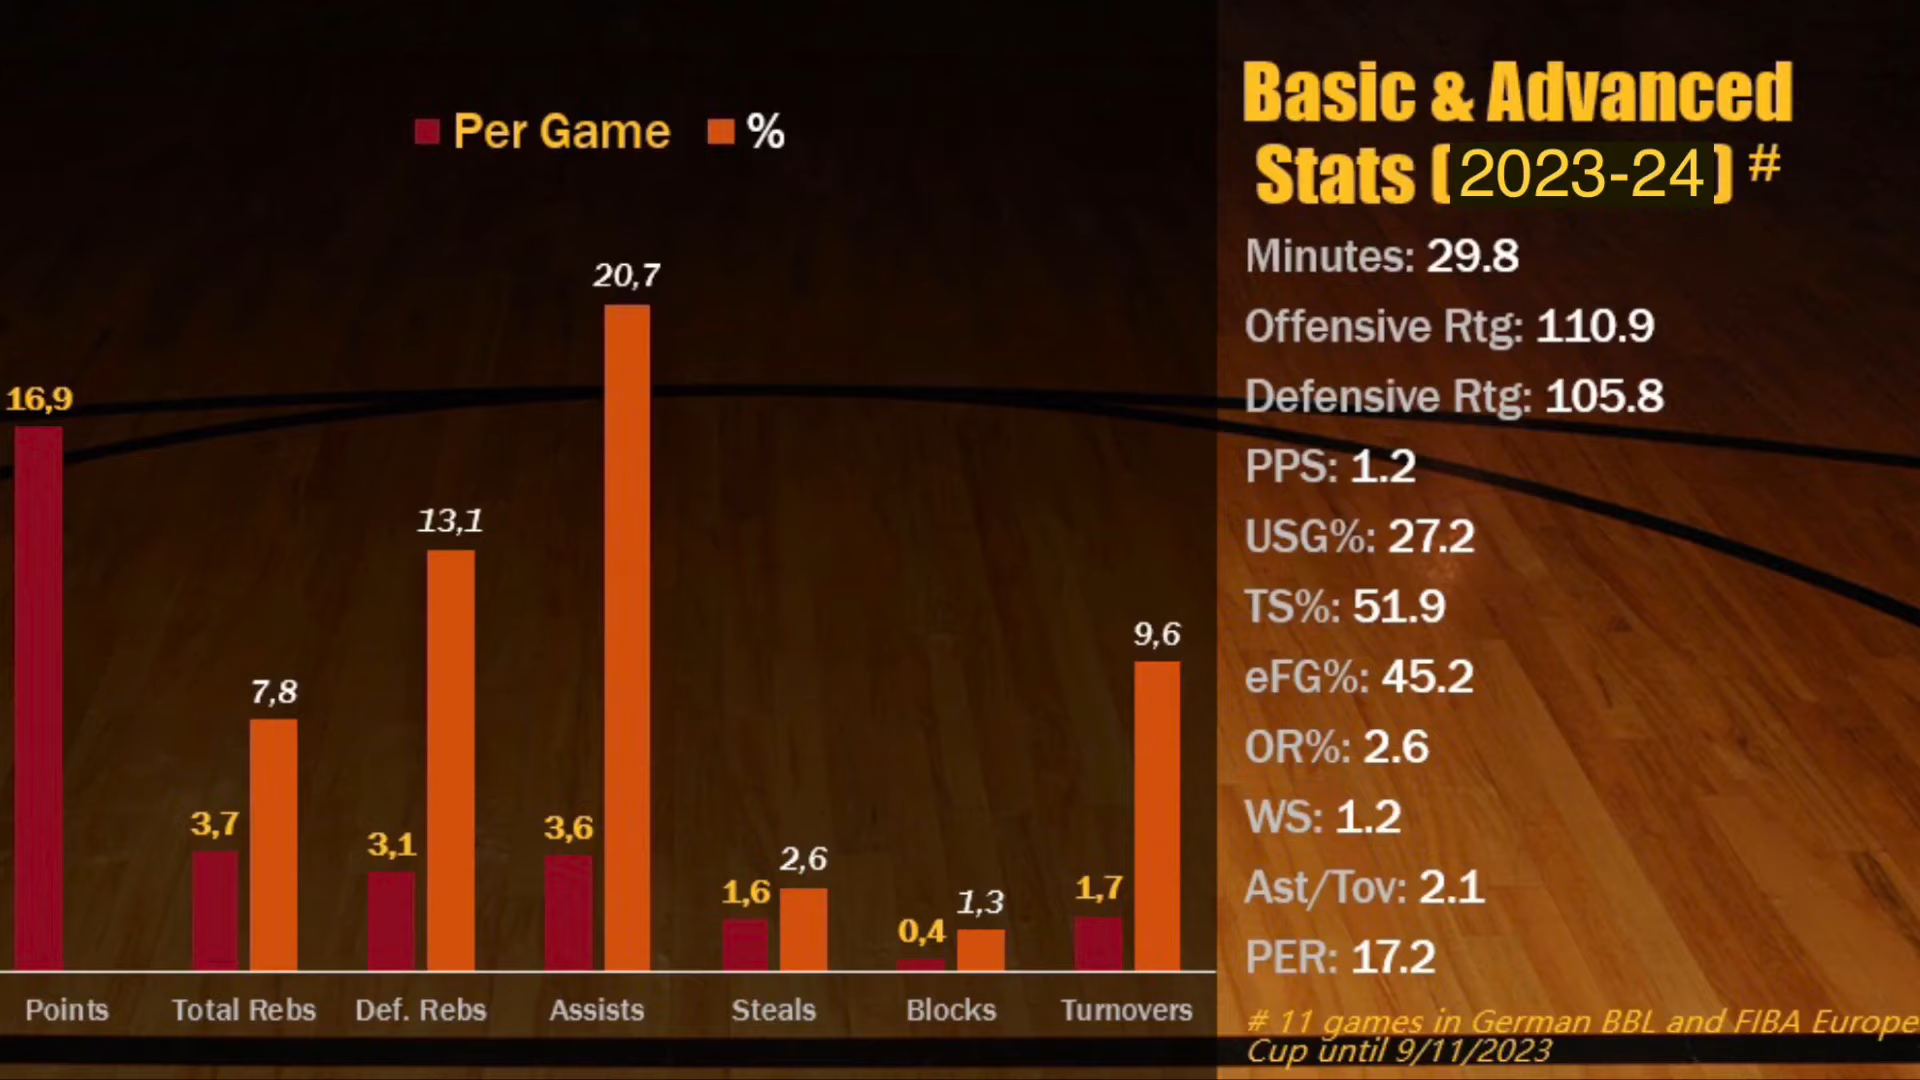 Per Game %
16,9
3,7
7,8
3,1
13,1
3,6
20,7
1,6
2,6
0,4
1,3
1,7
9,6
Points Total Rebs Def. Rebs Assists Steals Blocks Turnovers
Basic & Advanced
Stats (2023-24) #
Minutes: 29.8
Offensive Rtg: 110.9
Defensive Rtg: 105.8
PPS: 1.2
USG%: 27.2
TS%: 51.9
eFG%: 45.2
OR%: 2.6
WS: 1.2
Ast/Tov: 2.1
PER: 17.2
# 11 games in German BBL and FIBA Europe
Cup until 9/11/2023